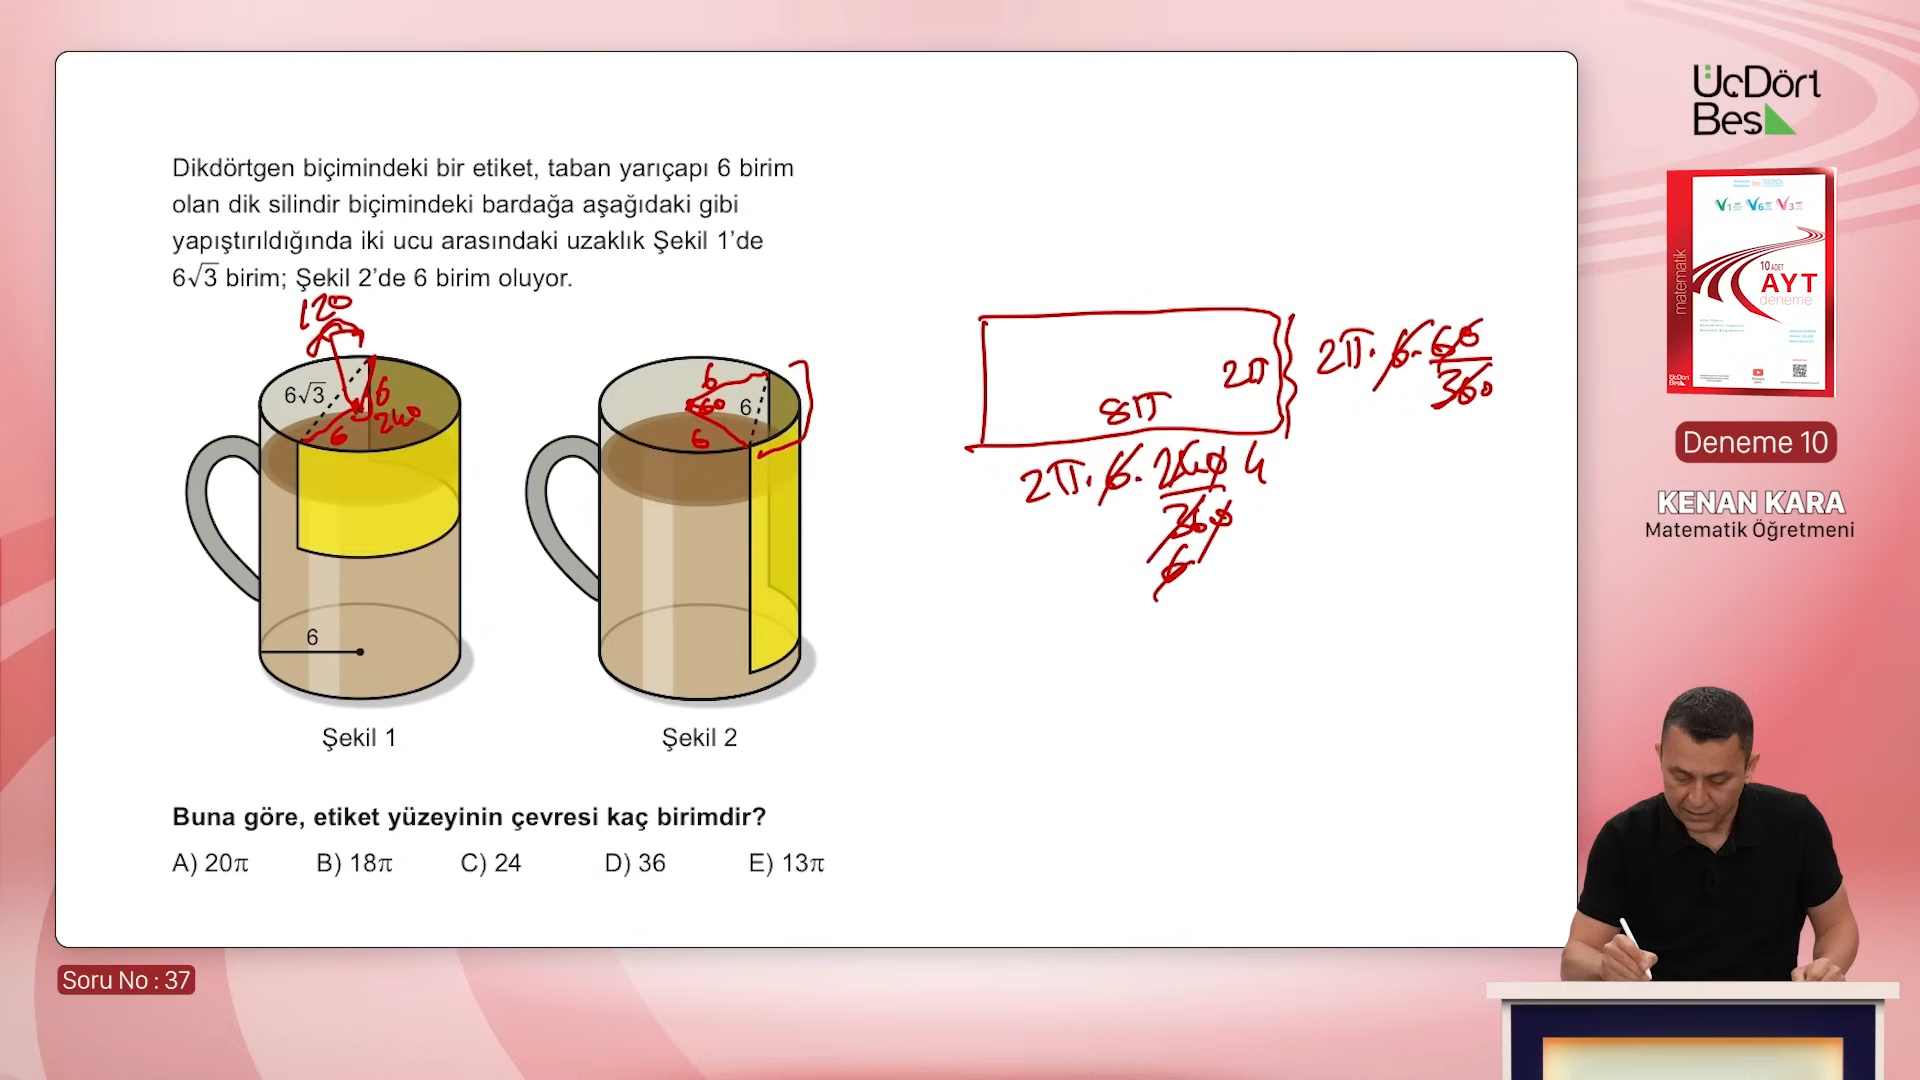 Dikdörtgen biçimindeki bir etiket, taban yarıçapı 6 birim
olan dik silindir biçimindeki bardağa aşağıdaki gibi
yapıştırıldığında iki ucu arasındaki uzaklık Şekil 1’de
6√3 birim; Şekil 2’de 6 birim oluyor.
120
6√3
6
240
6
6
Şekil 1
6
60
6
6
Şekil 2
2π
8π
2π·6·60/360
2π·6·240/360 4
6
Buna göre, etiket yüzeyinin çevresi kaç birimdir?
A) 20π B) 18π C) 24 D) 36 E) 13π
Soru No : 37
ÜçDört
Beş
matematik
10 ADET
AYT
deneme
Deneme 10
KENAN KARA
Matematik Öğretmeni